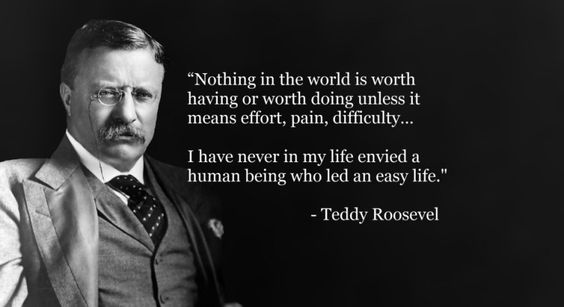 “Nothing in the world is worth
having or worth doing unless it
means effort, pain, difficulty...
I have never in my life envied a
human being who led an easy life."
- Teddy Roosevel